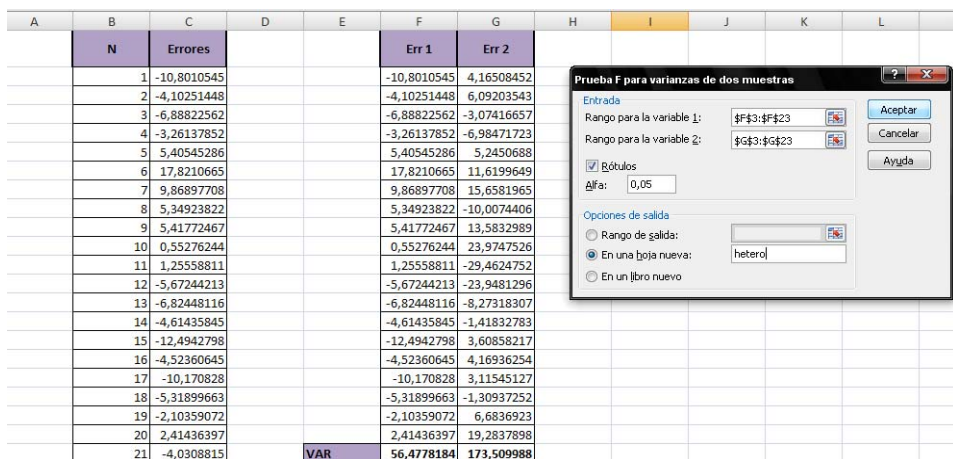 A B C D E F G H I J K L
N Errores Err 1 Err 2
1 -10,8010545 -10,8010545 4,16508452
2 -4,10251448 -4,10251448 6,09203543
3 -6,88822562 -6,88822562 -3,07416657
4 -3,26137852 -3,26137852 -6,98471723
5 5,40545286 5,40545286 5,2450688
6 17,8210665 17,8210665 11,6199649
7 9,86897708 9,86897708 15,6581965
8 5,34923822 5,34923822 -10,0074406
9 5,41772467 5,41772467 13,5832989
10 0,55276244 0,55276244 23,9747526
11 1,25558811 1,25558811 -29,4624752
12 -5,67244213 -5,67244213 -23,9481296
13 -6,82448116 -6,82448116 -8,27318307
14 -4,61435845 -4,61435845 -1,41832783
15 -12,4942798 -12,4942798 3,60858217
16 -4,52360645 -4,52360645 4,16936254
17 -10,170828 -10,170828 3,11545127
18 -5,31899663 -5,31899663 -1,30937252
19 -2,10359072 -2,10359072 6,6836923
20 2,41436397 2,41436397 19,2837898
21 -4,0308815 VAR 56,4778184 173,509988
Prueba F para varianzas de dos muestras
Entrada
Rango para la variable 1: $F$3:$F$23
Rango para la variable 2: $G$3:$G$23
Rótulos
Alfa: 0,05
Opciones de salida
Rango de salida:
En una hoja nueva: hetero
En un libro nuevo
Aceptar
Cancelar
Ayuda